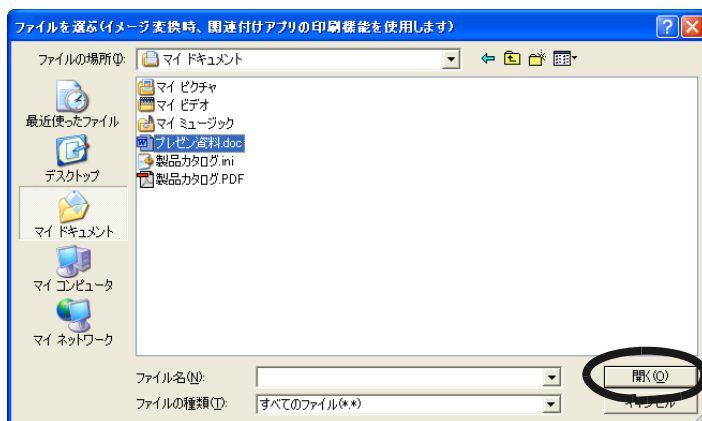 ファイルを選ぶ(イメージ変換時、関連付けアプリの印刷機能を使用します)
ファイルの場所(I):
マイ ドキュメント
最近使ったファイル
デスクトップ
マイ ドキュメント
マイ コンピュータ
マイ ネットワーク
マイ ピクチャ
マイ ビデオ
マイ ミュージック
プレゼン資料.doc
製品カタログ.ini
製品カタログ.PDF
ファイル名(N):
開く(O)
ファイルの種類(T):
すべてのファイル(*.*)
キャンセル